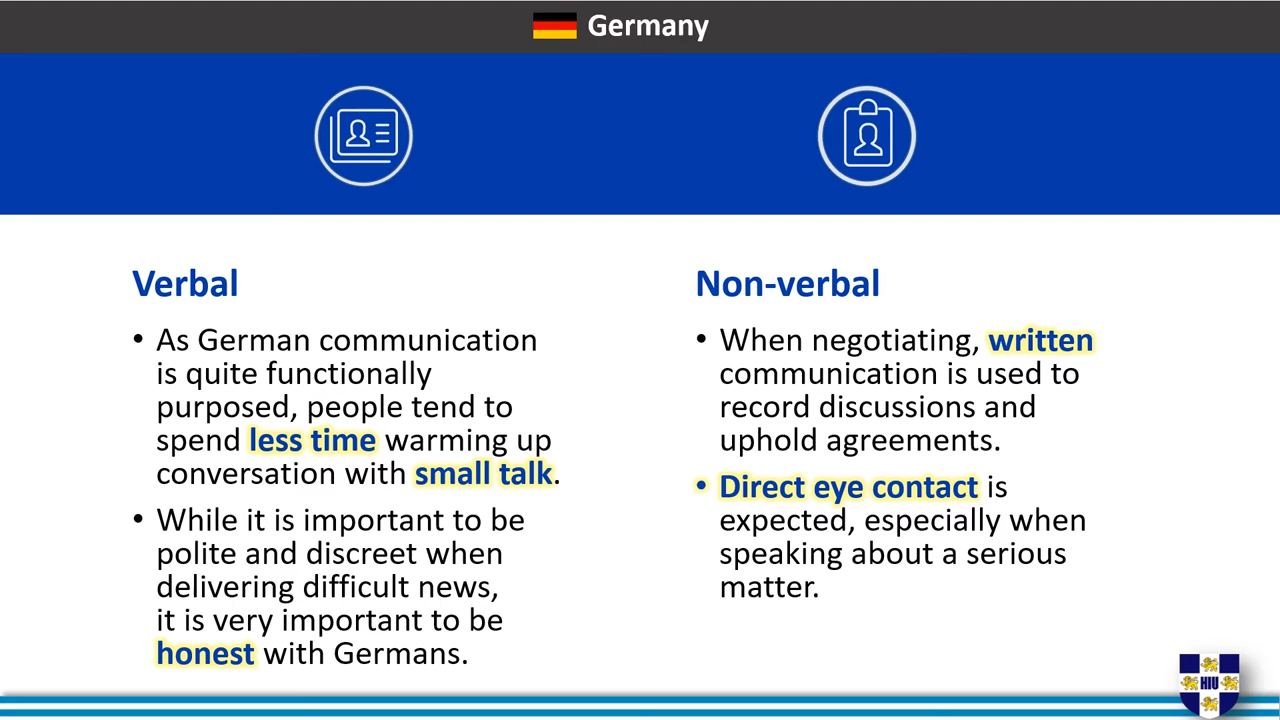 Germany
Verbal
• As German communication
is quite functionally
purposed, people tend to
spend less time warming up
conversation with small talk.
• While it is important to be
polite and discreet when
delivering difficult news,
it is very important to be
honest with Germans.
Non-verbal
• When negotiating, written
communication is used to
record discussions and
uphold agreements.
• Direct eye contact is
expected, especially when
speaking about a serious
matter.
HIU